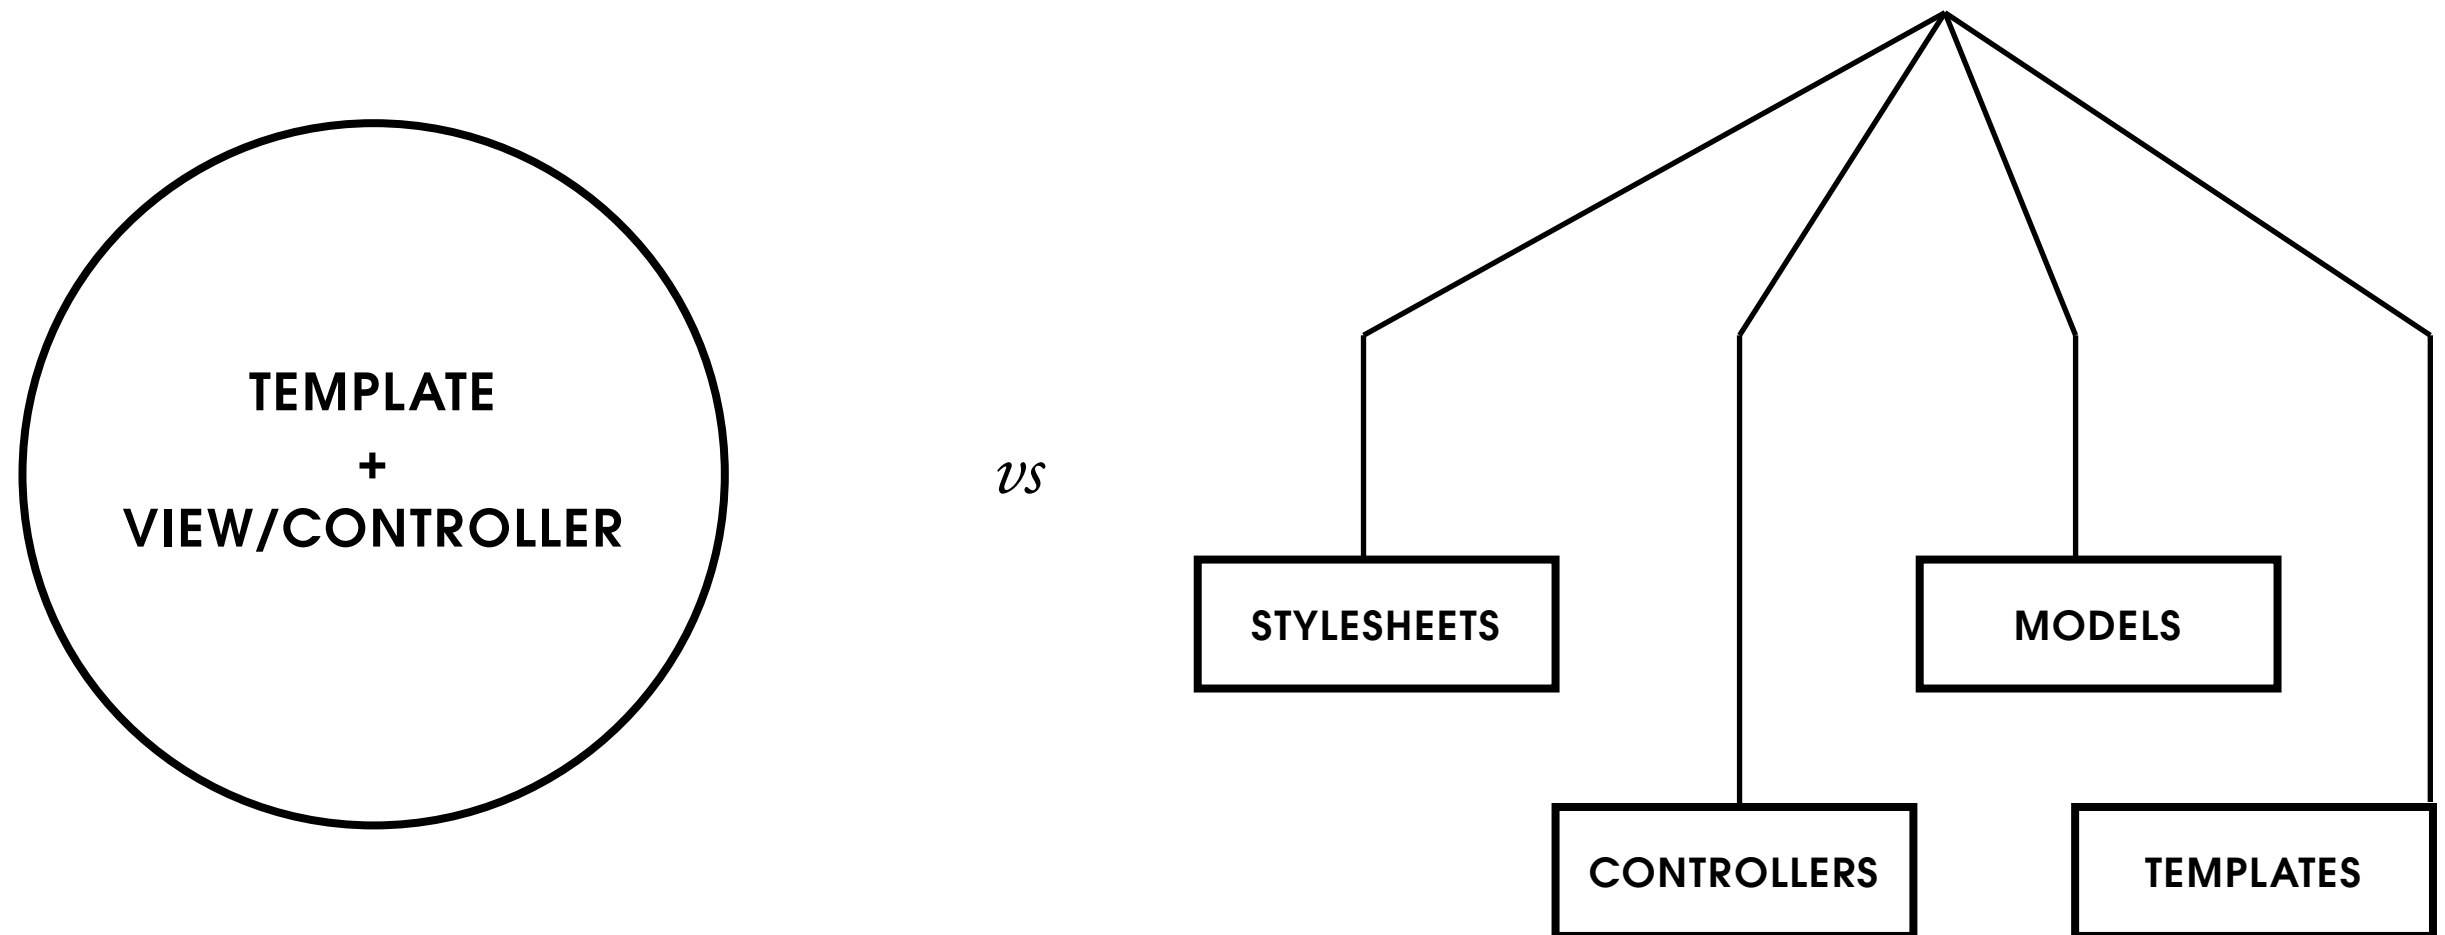 TEMPLATE
+
VIEW/CONTROLLER
vs
STYLESHEETS
MODELS
CONTROLLERS
TEMPLATES